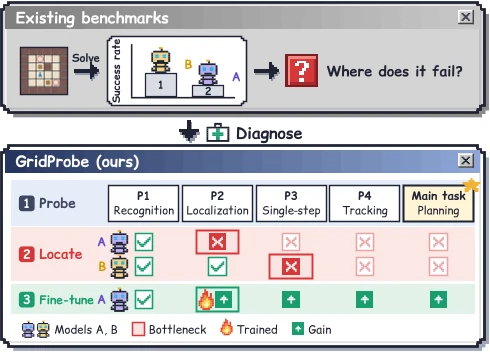 Existing benchmarks
Solve
Success rate
1
B
2
A
?
Where does it fail?
Diagnose
GridProbe (ours)
1 Probe
P1
Recognition
P2
Localization
P3
Single-step
P4
Tracking
Main task
Planning
2 Locate
A
B
3 Fine-tune A
Models A, B
Bottleneck
Trained
Gain